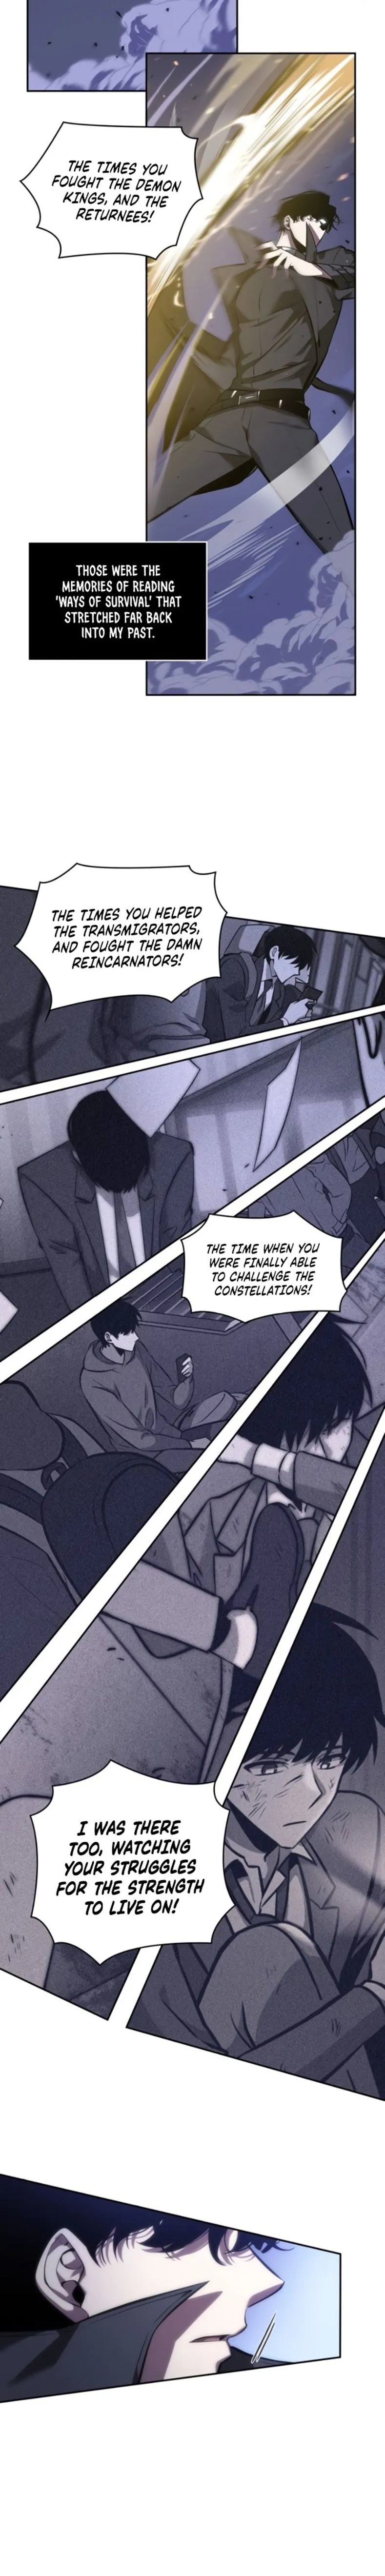 THE TIMES YOU
FOUGHT THE DEMON
KINGS, AND THE
RETURNEES!
THOSE WERE THE
MEMORIES OF READING
'WAYS OF SURVIVAL' THAT
STRETCHED FAR BACK
INTO MY PAST.
THE TIMES YOU HELPED
THE TRANSMIGRATORS,
AND FOUGHT THE DAMN
REINCARNATORS!
THE TIME WHEN YOU
WERE FINALLY ABLE
TO CHALLENGE THE
CONSTELLATIONS!
I WAS THERE
TOO, WATCHING
YOUR STRUGGLES
FOR THE STRENGTH
TO LIVE ON!